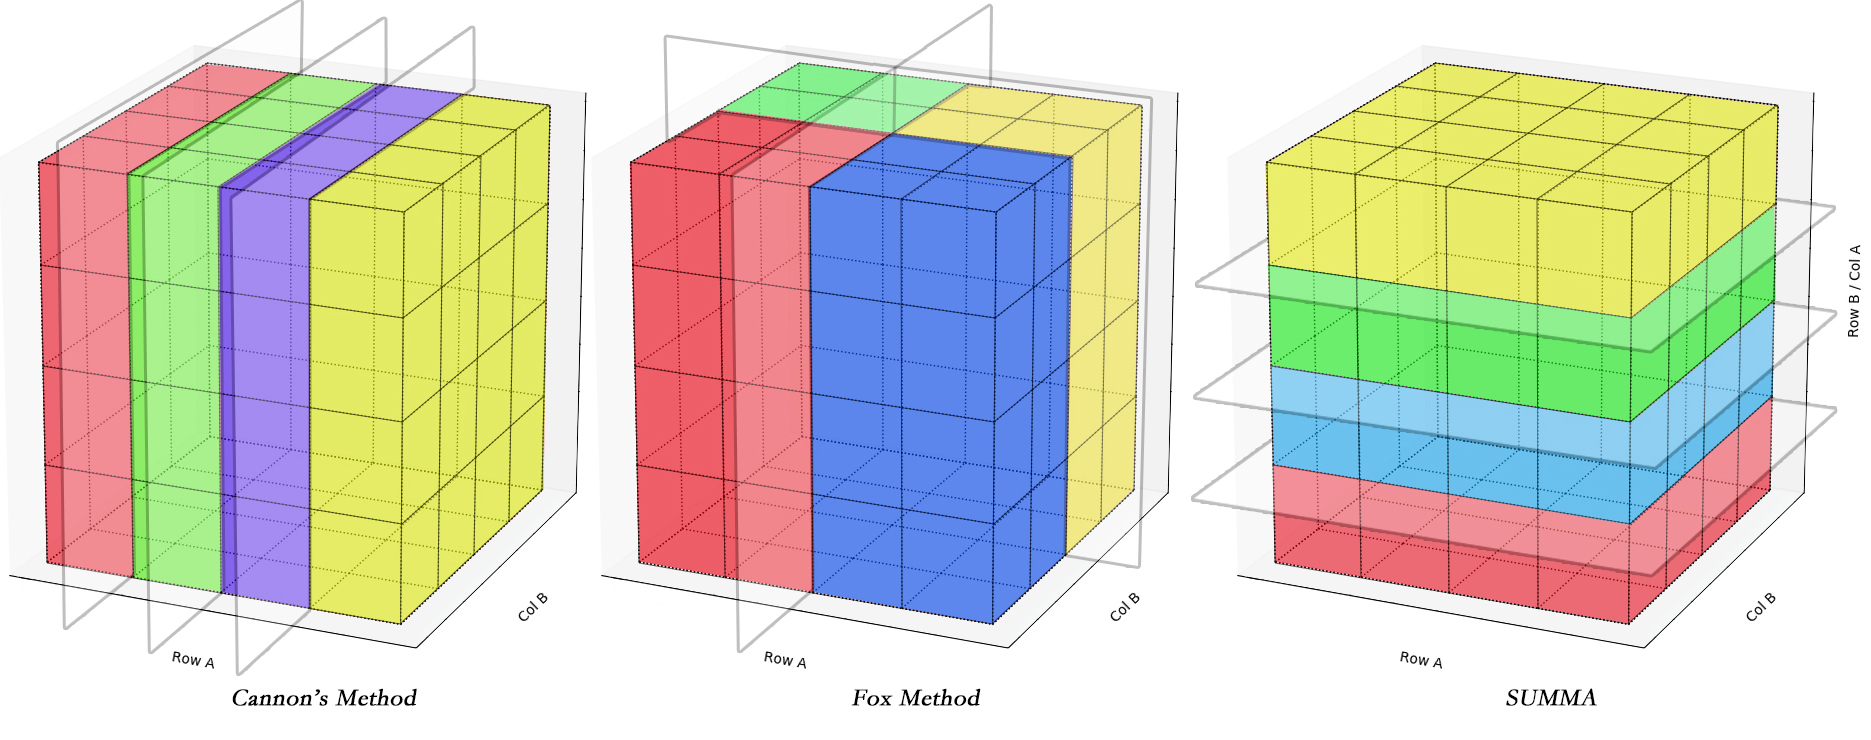 Row A
Col B
Cannon's Method
Row A
Col B
Fox Method
Row A
Col B
Row B / Col A
SUMMA